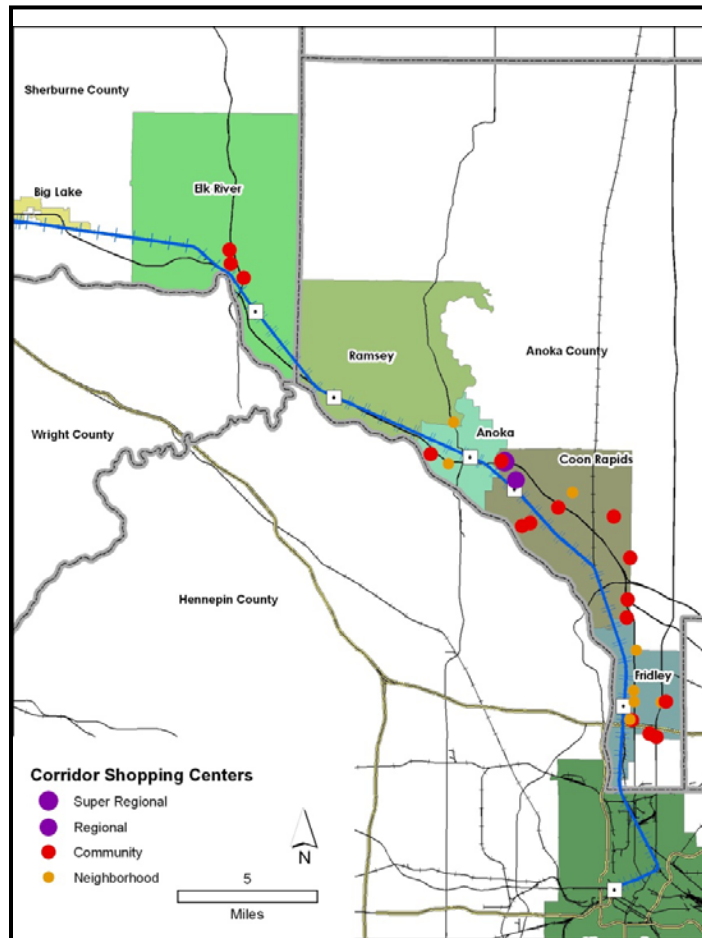 Sherburne County
Big Lake
Elk River
Ramsey
Anoka County
Wright County
Anoka
Coon Rapids
Hennepin County
Fridley
Corridor Shopping Centers
Super Regional
Regional
Community
Neighborhood
N
5
Miles